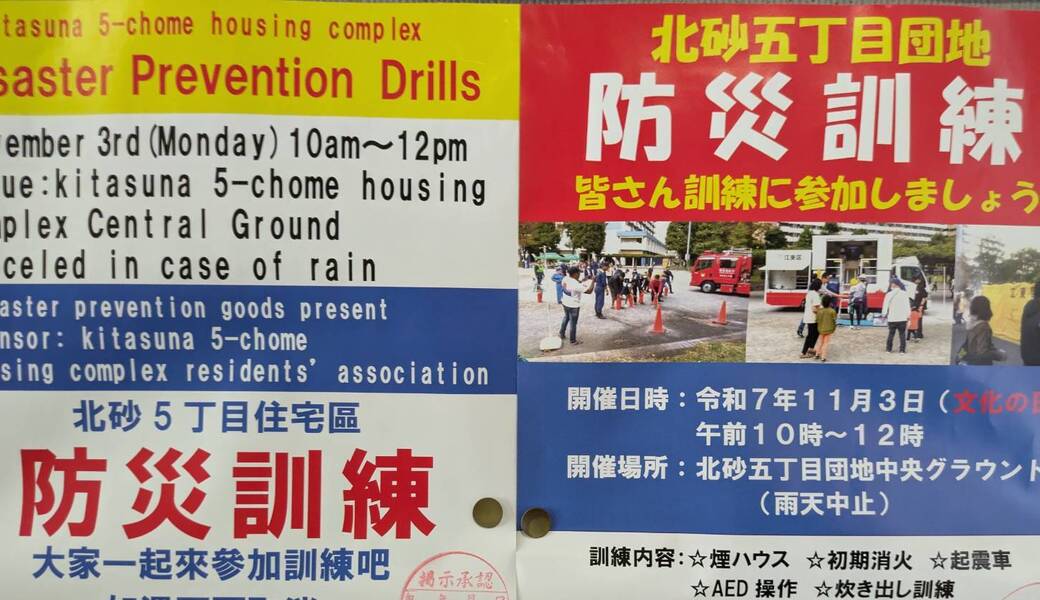 tasuna 5-chome housing complex
saster Prevention Drills
ember 3rd(Monday)10am～12pm
ue:kitasuna 5-chome housing
plex Central Ground
celed in case of rain
aster prevention goods present
nsor: kitasuna 5-chome
sing complex residents' association
北砂5丁目住宅區
防災訓練
大家一起來參加訓練吧
掲示承認
北砂五丁目団地
防災訓練
皆さん訓練に参加しましょう
江東区
開催日時：令和7年11月3日（文化の日
午前10時～12時
開催場所：北砂五丁目団地中央グラウンド
（雨天中止）
訓練内容：☆煙ハウス ☆初期消火 ☆起震車
☆AED 操作 ☆炊き出し訓練